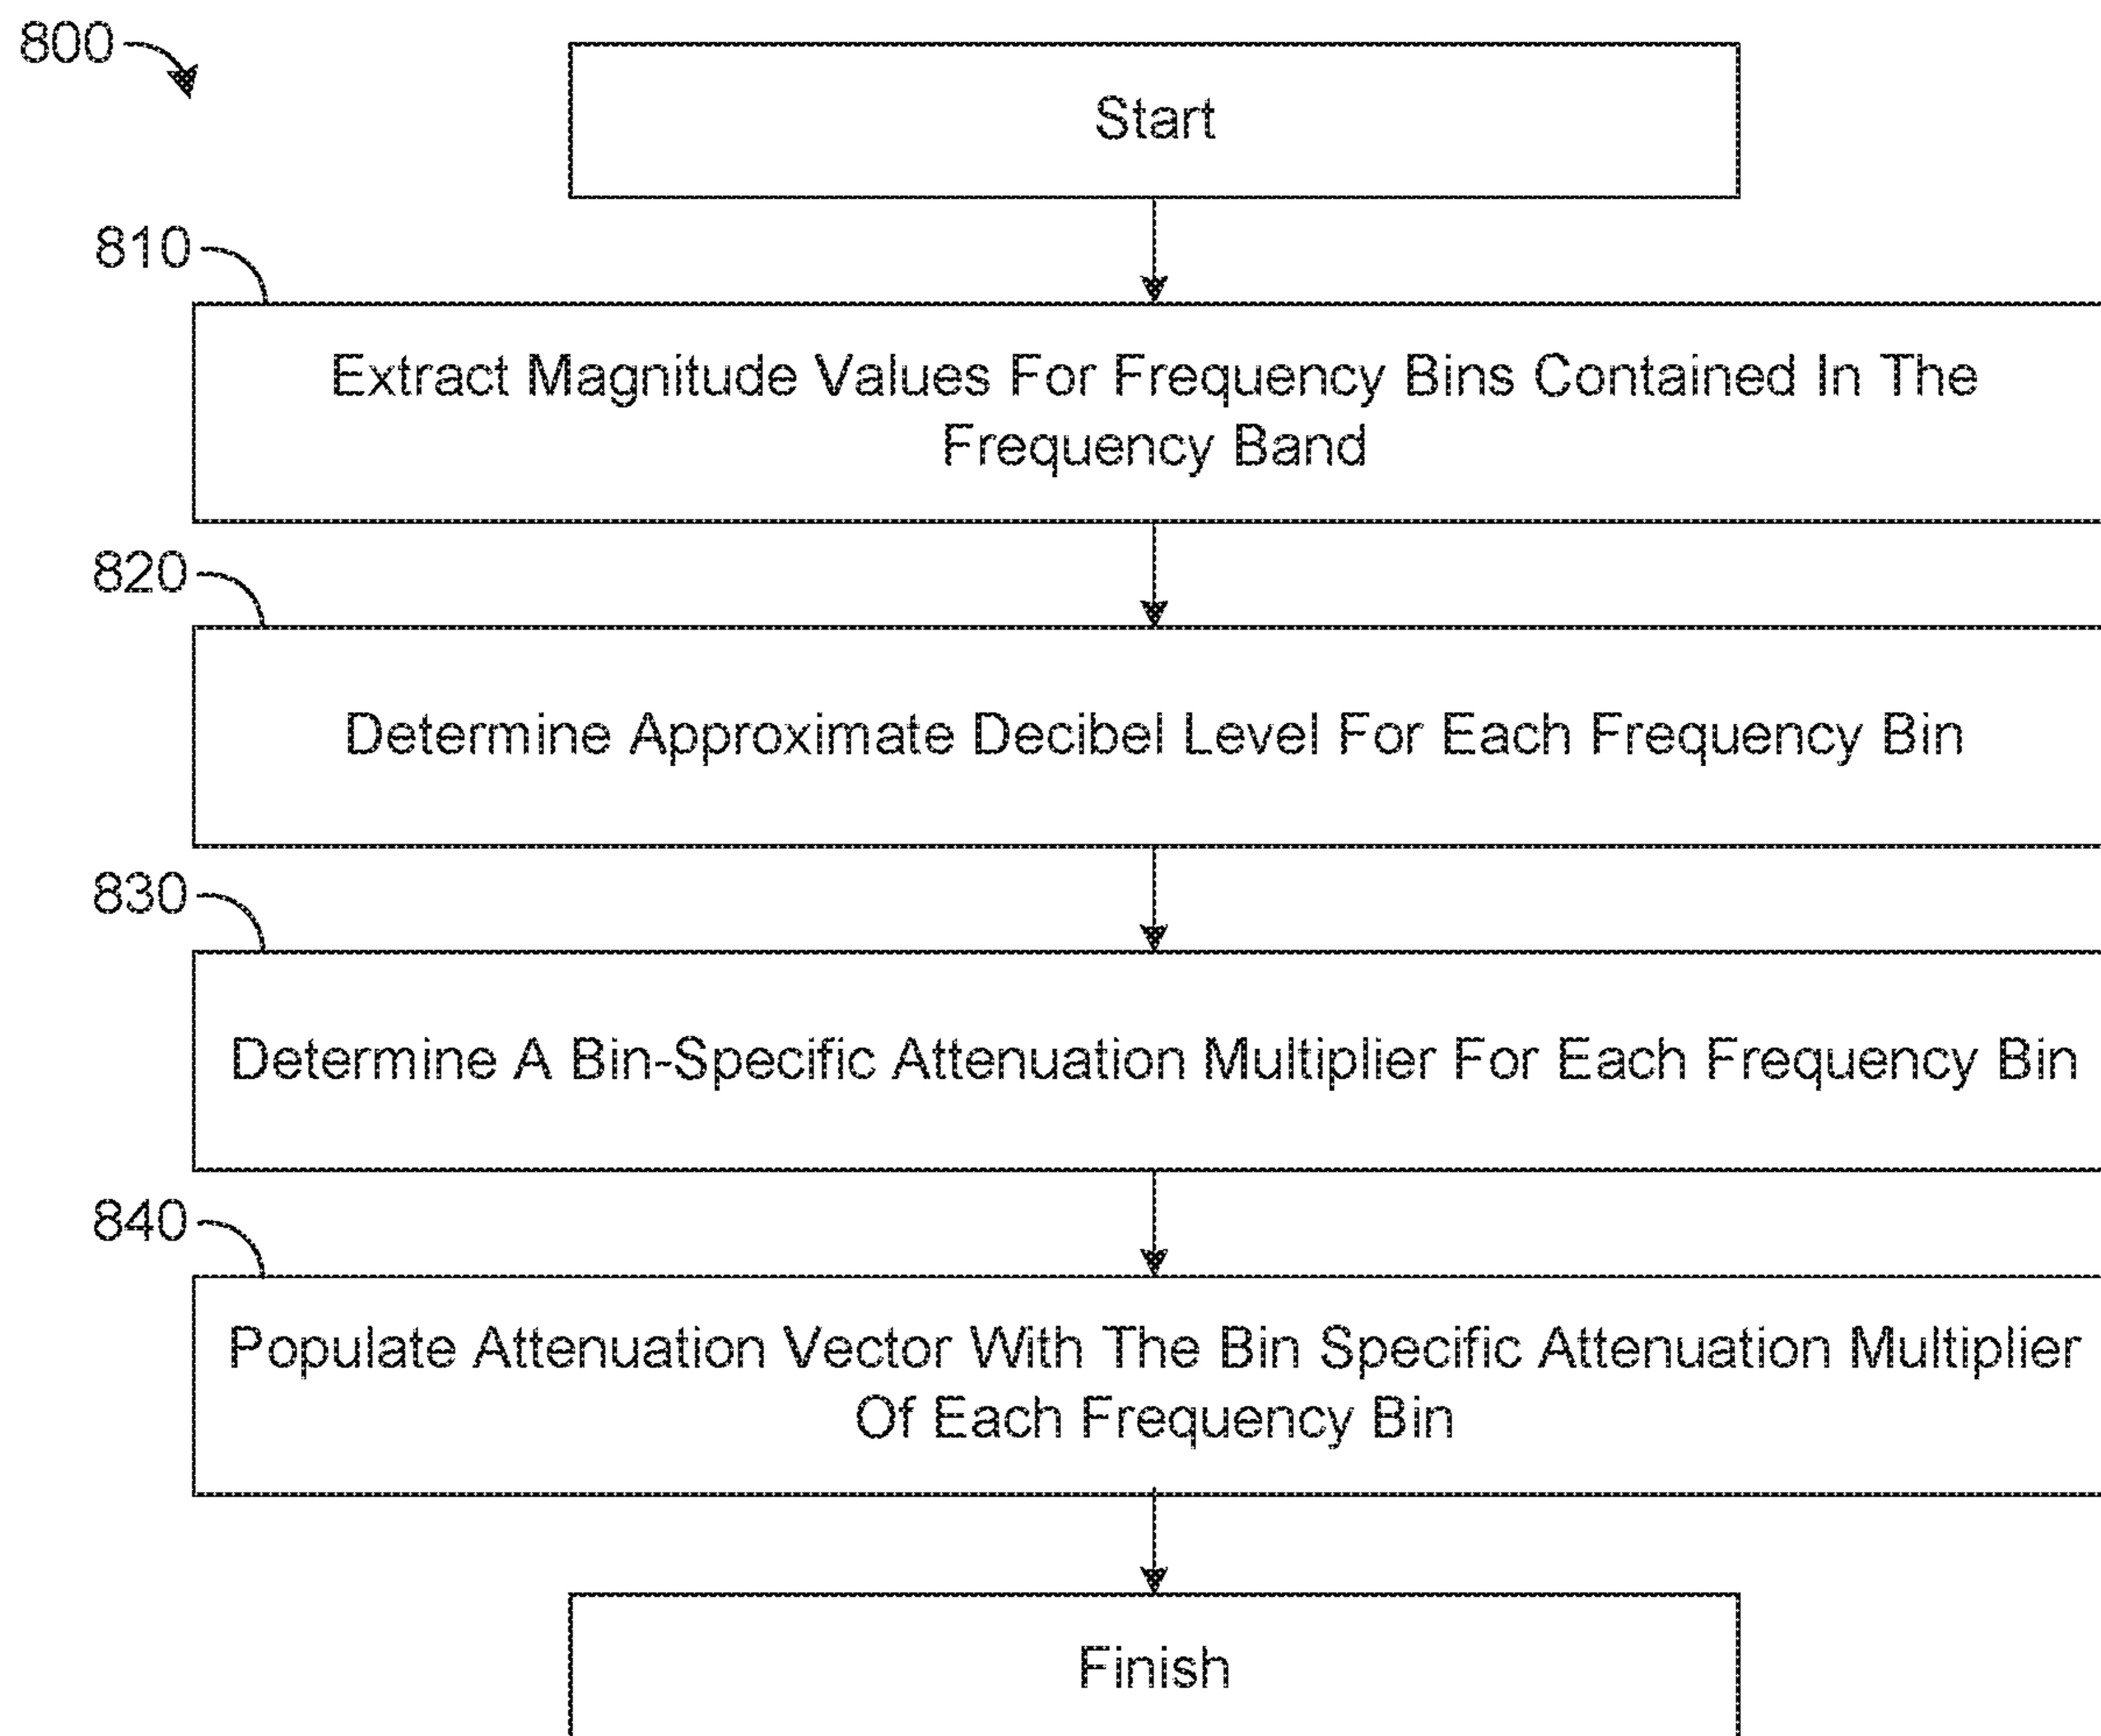 800
Start
810
Extract Magnitude Values For Frequency Bins Contained In The
Frequency Band
820
Determine Approximate Decibel Level For Each Frequency Bin
830
Determine A Bin-Specific Attenuation Multiplier For Each Frequency Bin
840
Populate Attenuation Vector With The Bin Specific Attenuation Multiplier
Of Each Frequency Bin
Finish